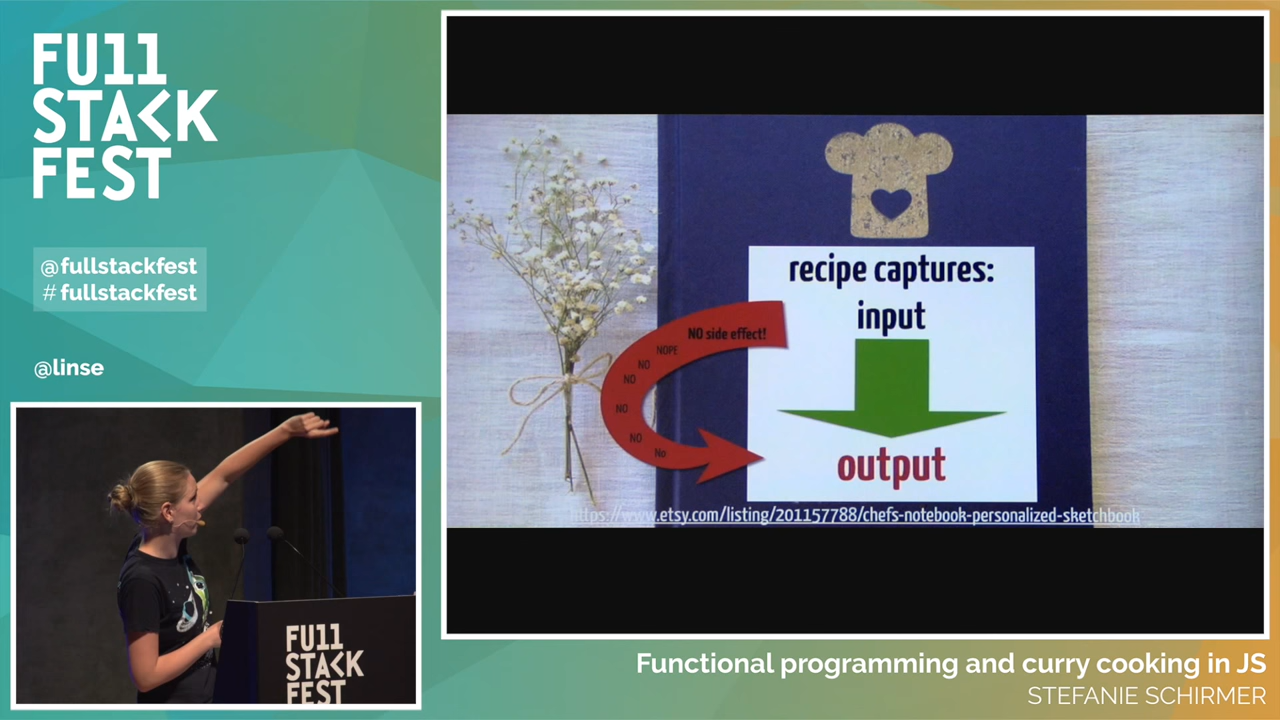 FU11
STACK
FEST
@fullstackfest
# fullstackfest
@linse
FU11
STACK
FEST
recipe captures:
input
NO side effect!
NOPE
NO
NO
NO
NO
No
output
https://www.etsy.com/listing/201157788/chefs-notebook-personalized-sketchbook
Functional programming and curry cooking in JS
STEFANIE SCHIRMER